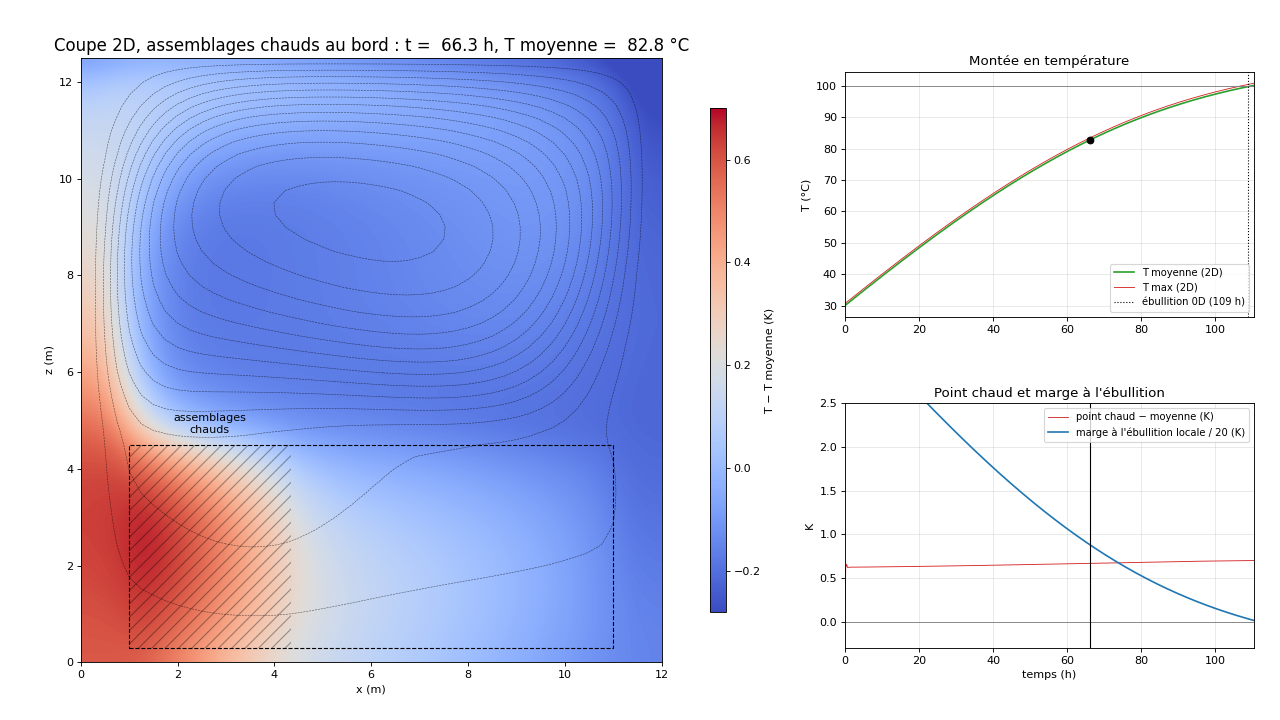 Coupe 2D, assemblages chauds au bord : t =  66.3 h, T moyenne =  82.8 °C
12
10
8
6
4
2
0
z (m)
assemblages
chauds
0 2 4 6 8 10 12
x (m)
0.6
0.4
0.2
0.0
−0.2
T − T moyenne (K)
Montée en température
100
90
80
70
60
50
40
30
T (°C)
T moyenne (2D)
T max (2D)
ébullition 0D (109 h)
0 20 40 60 80 100
Point chaud et marge à l'ébullition
2.5
2.0
1.5
1.0
0.5
0.0
K
point chaud − moyenne (K)
marge à l'ébullition locale / 20 (K)
0 20 40 60 80 100
temps (h)